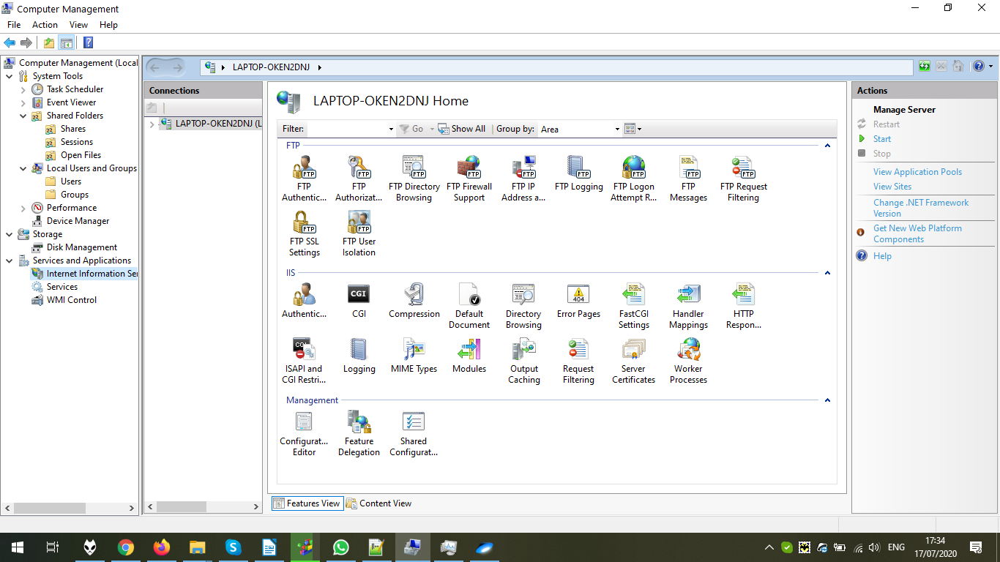 Computer Management
File Action View Help
Computer Management (Local
System Tools
Task Scheduler
Event Viewer
Shared Folders
Shares
Sessions
Open Files
Local Users and Groups
Users
Groups
Performance
Device Manager
Storage
Disk Management
Services and Applications
Internet Information Ser
Services
WMI Control
LAPTOP-OKEN2DNJ
Connections
LAPTOP-OKEN2DNJ (L
LAPTOP-OKEN2DNJ Home
Filter: Go Show All Group by: Area
FTP
FTP Authentic...
FTP Authorizat...
FTP Directory Browsing
FTP Firewall Support
FTP IP Address a...
FTP Logging
FTP Logon Attempt R...
FTP Messages
FTP Request Filtering
FTP SSL Settings
FTP User Isolation
IIS
Authentic...
CGI
CGI
Compression
Default Document
Directory Browsing
404
Error Pages
FastCGI Settings
Handler Mappings
HTTP Respon...
ISAPI and CGI Restri...
Logging
MIME Types
Modules
Output Caching
Request Filtering
Server Certificates
Worker Processes
Management
Configurat... Editor
Feature Delegation
Shared Configurat...
Features View
Content View
Actions
Manage Server
Restart
Start
Stop
View Application Pools
View Sites
Change .NET Framework
Version
Get New Web Platform
Components
Help
ENG
17:34
17/07/2020